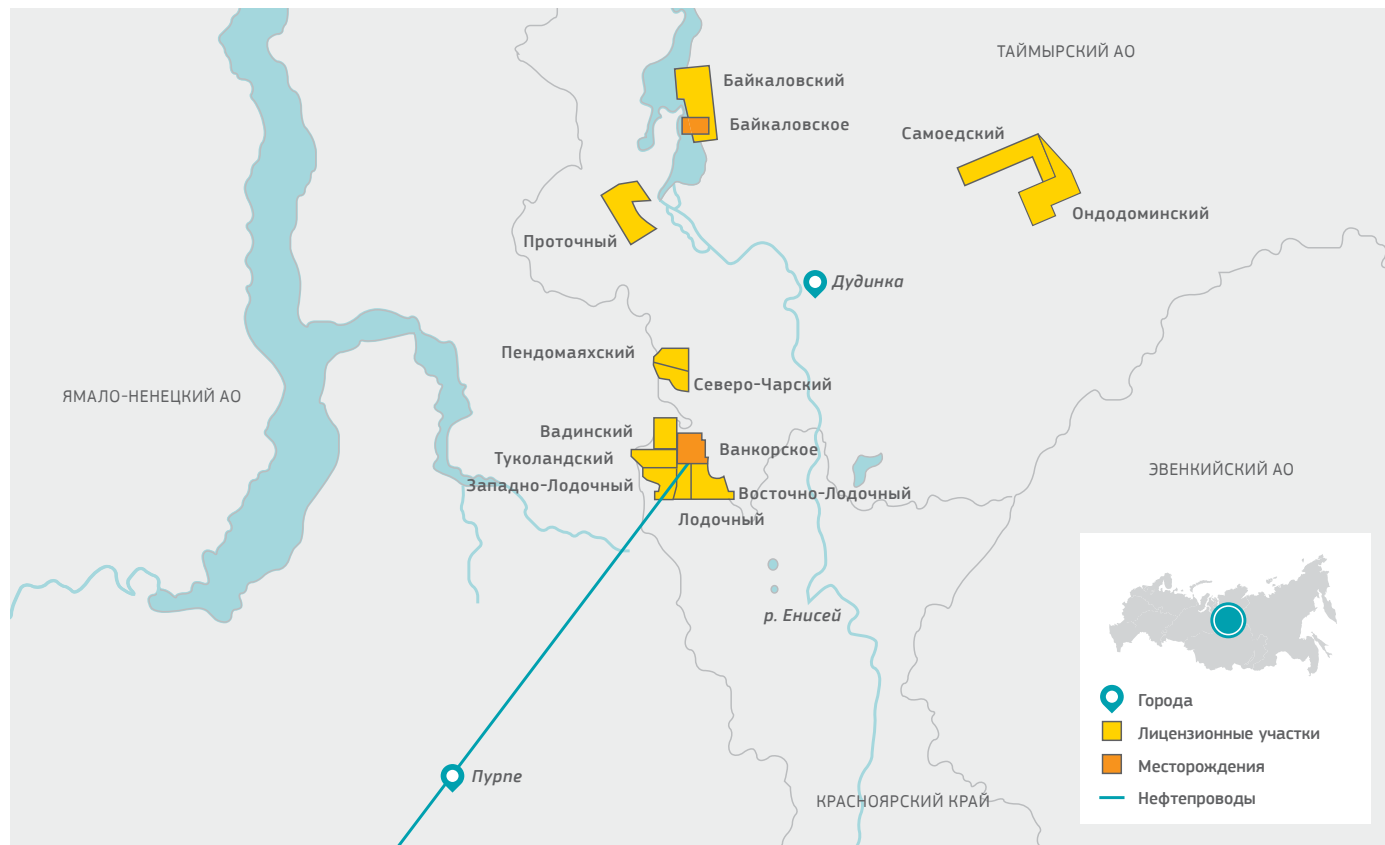 ТАЙМЫРСКИЙ АО
Байкаловский
Байкаловское
Самоедский
Ондодоминский
Проточный
Дудинка
Пендомаяхский
Северо-Чарский
ЯМАЛО-НЕНЕЦКИЙ АО
Вадинский
Ванкорское
Туколандский
ЭВЕНКИЙСКИЙ АО
Западно-Лодочный
Восточно-Лодочный
Лодочный
р. Енисей
Пурпе
КРАСНОЯРСКИЙ КРАЙ
Города
Лицензионные участки
Месторождения
Нефтепроводы